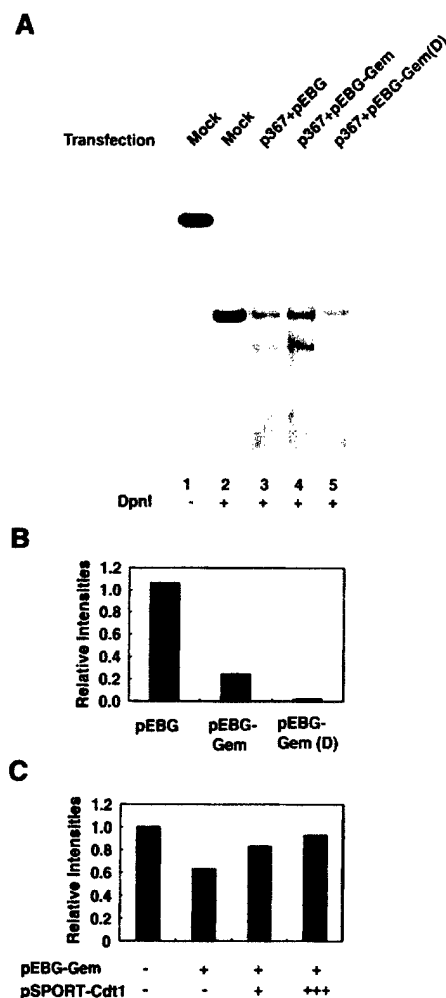 A
Transfection
Mock
Mock
p367+pEBG
p367+pEBG-Gem
p367+pEBG-Gem(D)
1 2 3 4 5
DpnI - + + + +
B
Relative Intensities
1.2
1.0
0.8
0.6
0.4
0.2
0.0
pEBG
pEBG-
Gem
pEBG-
Gem (D)
C
Relative Intensities
1.2
1.0
0.8
0.6
0.4
0.2
0
pEBG-Gem - + + +
pSPORT-Cdt1 - - + +++